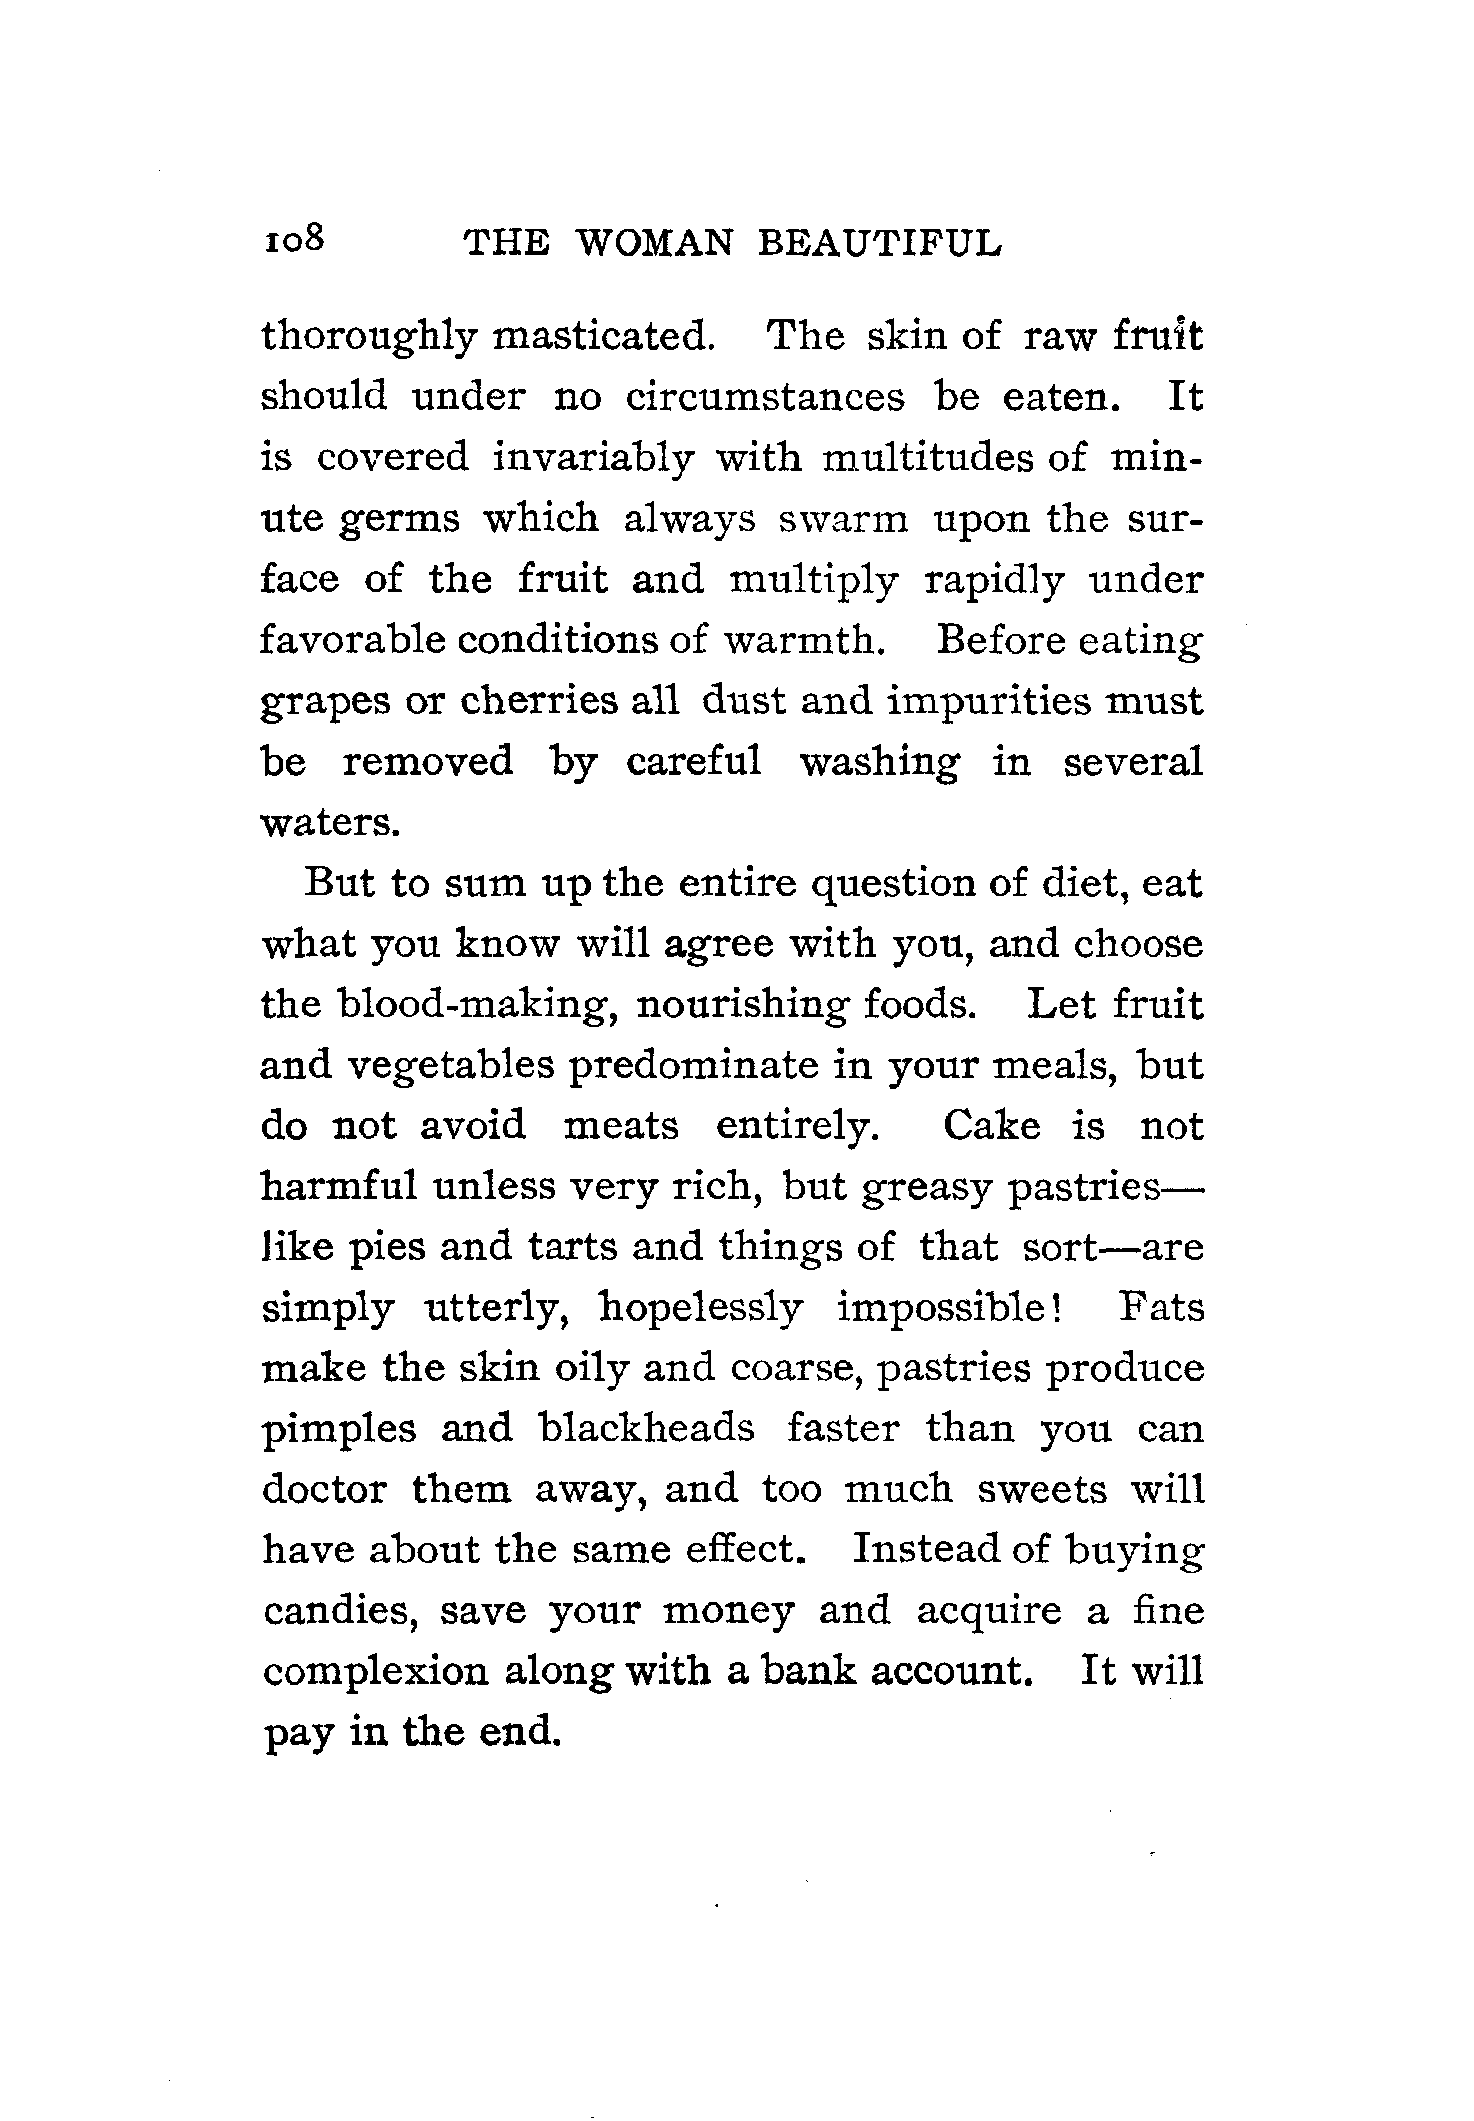 108 THE WOMAN BEAUTIFUL
thoroughly masticated. The skin of raw fruit
should under no circumstances be eaten. It
is covered invariably with multitudes of min-
ute germs which always swarm upon the sur-
face of the fruit and multiply rapidly under
favorable conditions of warmth. Before eating
grapes or cherries all dust and impurities must
be removed by careful washing in several
waters.
But to sum up the entire question of diet, eat
what you know will agree with you, and choose
the blood-making, nourishing foods. Let fruit
and vegetables predominate in your meals, but
do not avoid meats entirely. Cake is not
harmful unless very rich, but greasy pastries—
like pies and tarts and things of that sort—are
simply utterly, hopelessly impossible! Fats
make the skin oily and coarse, pastries produce
pimples and blackheads faster than you can
doctor them away, and too much sweets will
have about the same effect. Instead of buying
candies, save your money and acquire a fine
complexion along with a bank account. It will
pay in the end.